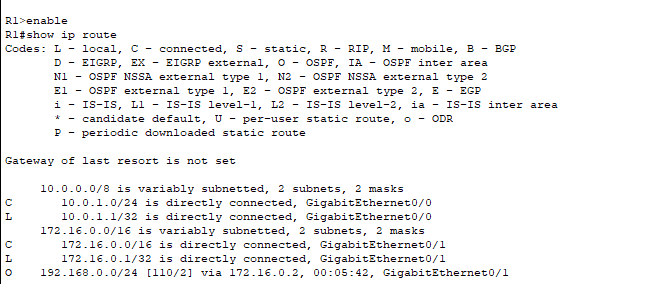 R1>enable
R1#show ip route
Codes: L - local, C - connected, S - static, R - RIP, M - mobile, B - BGP
       D - EIGRP, EX - EIGRP external, O - OSPF, IA - OSPF inter area
       N1 - OSPF NSSA external type 1, N2 - OSPF NSSA external type 2
       E1 - OSPF external type 1, E2 - OSPF external type 2, E - EGP
       i - IS-IS, L1 - IS-IS level-1, L2 - IS-IS level-2, ia - IS-IS inter area
       * - candidate default, U - per-user static route, o - ODR
       P - periodic downloaded static route

Gateway of last resort is not set

     10.0.0.0/8 is variably subnetted, 2 subnets, 2 masks
C       10.0.1.0/24 is directly connected, GigabitEthernet0/0
L       10.0.1.1/32 is directly connected, GigabitEthernet0/0
     172.16.0.0/16 is variably subnetted, 2 subnets, 2 masks
C       172.16.0.0/16 is directly connected, GigabitEthernet0/1
L       172.16.0.1/32 is directly connected, GigabitEthernet0/1
O    192.168.0.0/24 [110/2] via 172.16.0.2, 00:05:42, GigabitEthernet0/1